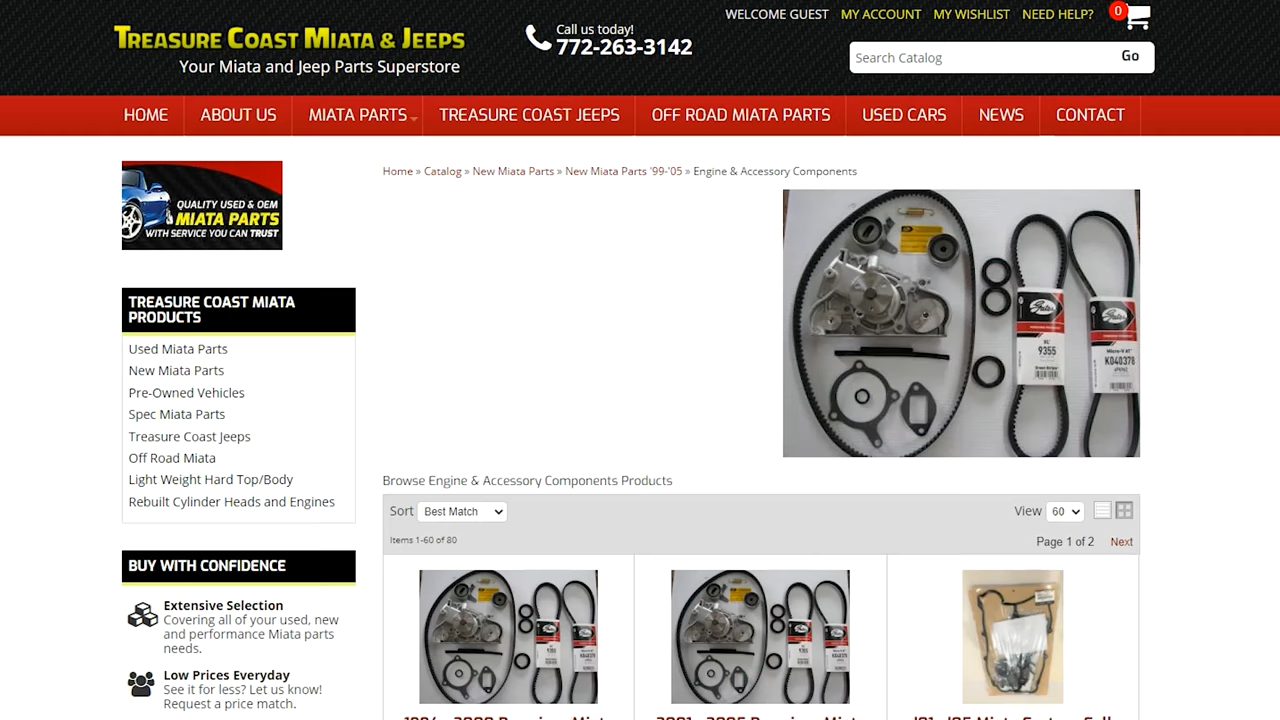 TREASURE COAST MIATA & JEEPS
Your Miata and Jeep Parts Superstore
Call us today!
772-263-3142
WELCOME GUEST MY ACCOUNT MY WISHLIST NEED HELP? 0
Search Catalog Go
HOME ABOUT US MIATA PARTS TREASURE COAST JEEPS OFF ROAD MIATA PARTS USED CARS NEWS CONTACT
QUALITY USED & OEM
MIATA PARTS
WITH SERVICE YOU CAN TRUST
TREASURE COAST MIATA
PRODUCTS
Used Miata Parts
New Miata Parts
Pre-Owned Vehicles
Spec Miata Parts
Treasure Coast Jeeps
Off Road Miata
Light Weight Hard Top/Body
Rebuilt Cylinder Heads and Engines
BUY WITH CONFIDENCE
Extensive Selection
Covering all of your used, new
and performance Miata parts
needs.
Low Prices Everyday
See it for less? Let us know!
Request a price match.
Home » Catalog » New Miata Parts » New Miata Parts '99-'05 » Engine & Accessory Components
Gates
9355
Gates
Micro-V AT
K040378
Browse Engine & Accessory Components Products
Sort Best Match View 60
Items 1-60 of 80 Page 1 of 2 Next